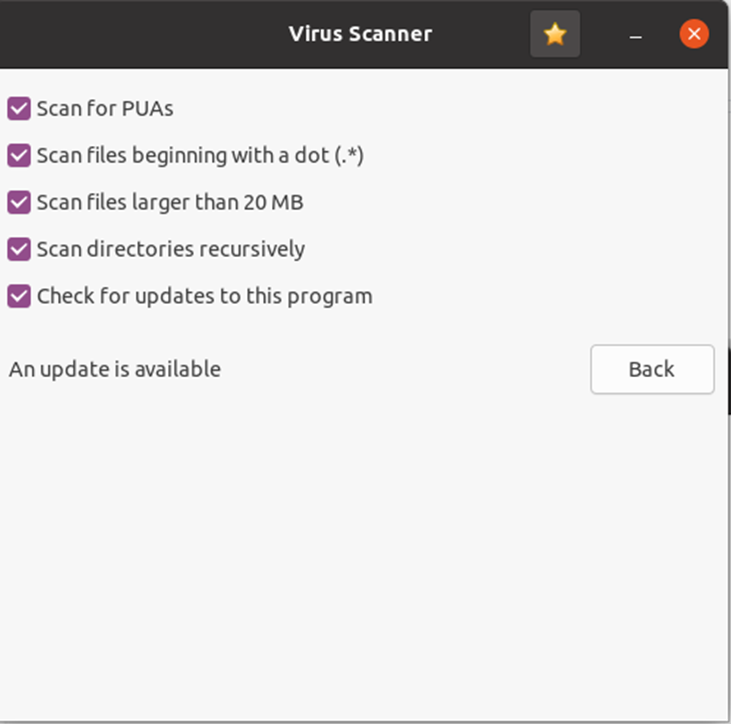 Virus Scanner
Scan for PUAs
Scan files beginning with a dot (.*)
Scan files larger than 20 MB
Scan directories recursively
Check for updates to this program
An update is available
Back